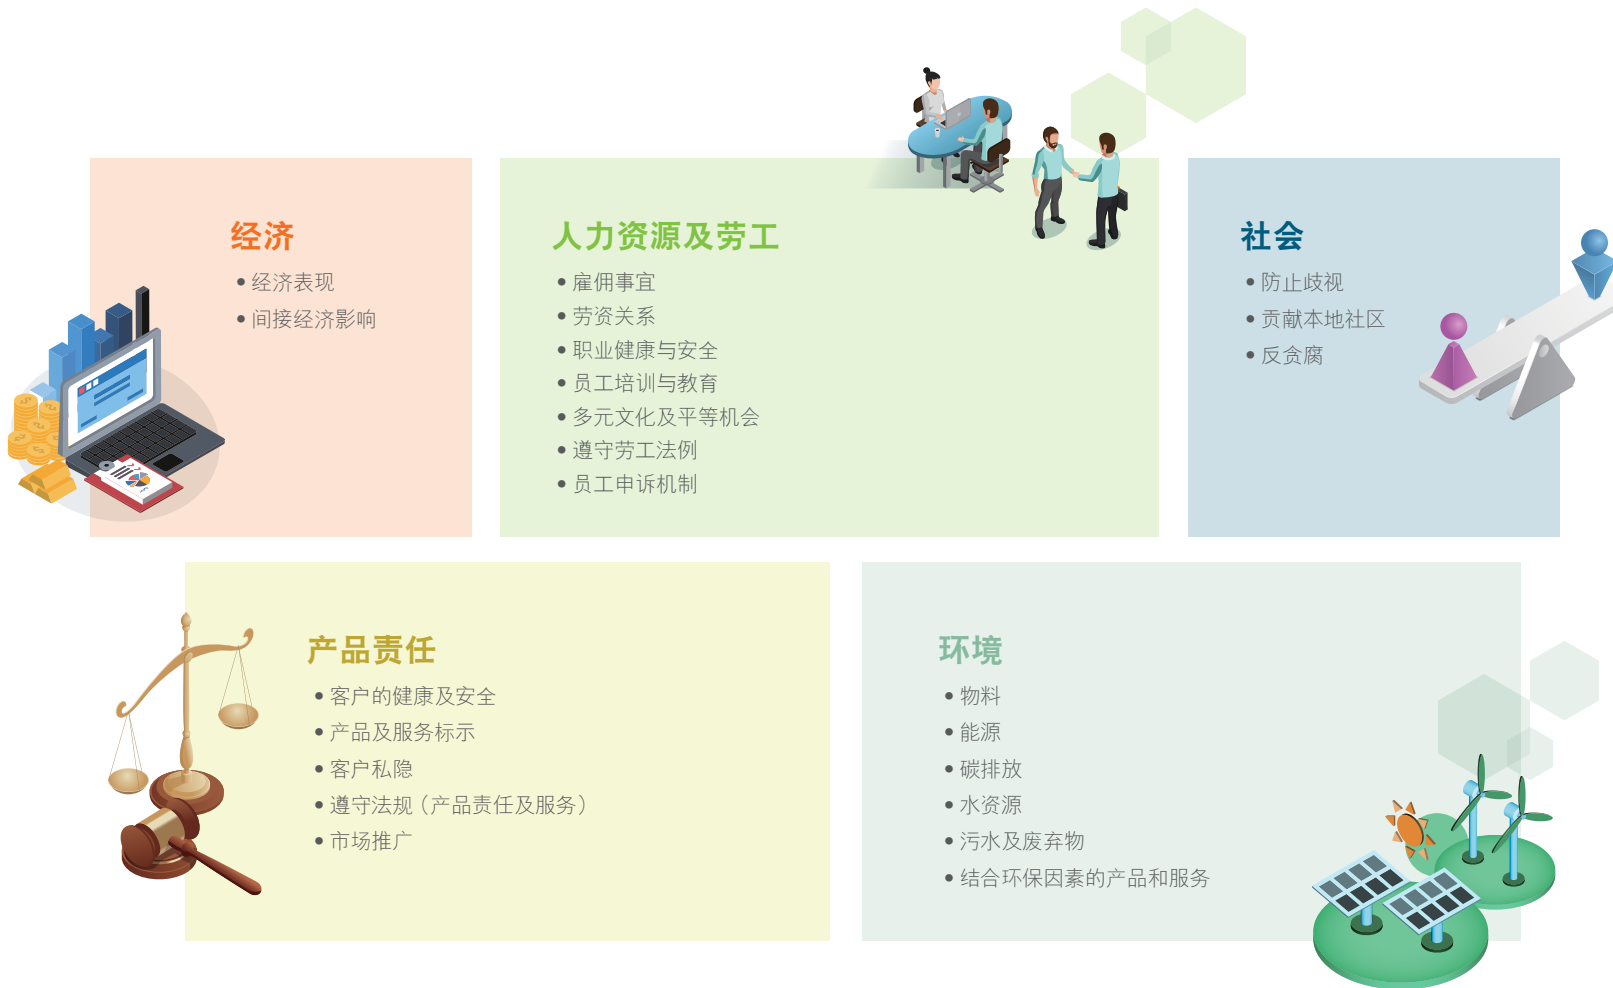 经济
• 经济表现
• 间接经济影响
人力资源及劳工
• 雇佣事宜
• 劳资关系
• 职业健康与安全
• 员工培训与教育
• 多元文化及平等机会
• 遵守劳工法例
• 员工申诉机制
社会
• 防止歧视
• 贡献本地社区
• 反贪腐
产品责任
• 客户的健康及安全
• 产品及服务标示
• 客户私隐
• 遵守法规（产品责任及服务）
• 市场推广
环境
• 物料
• 能源
• 碳排放
• 水资源
• 污水及废弃物
• 结合环保因素的产品和服务